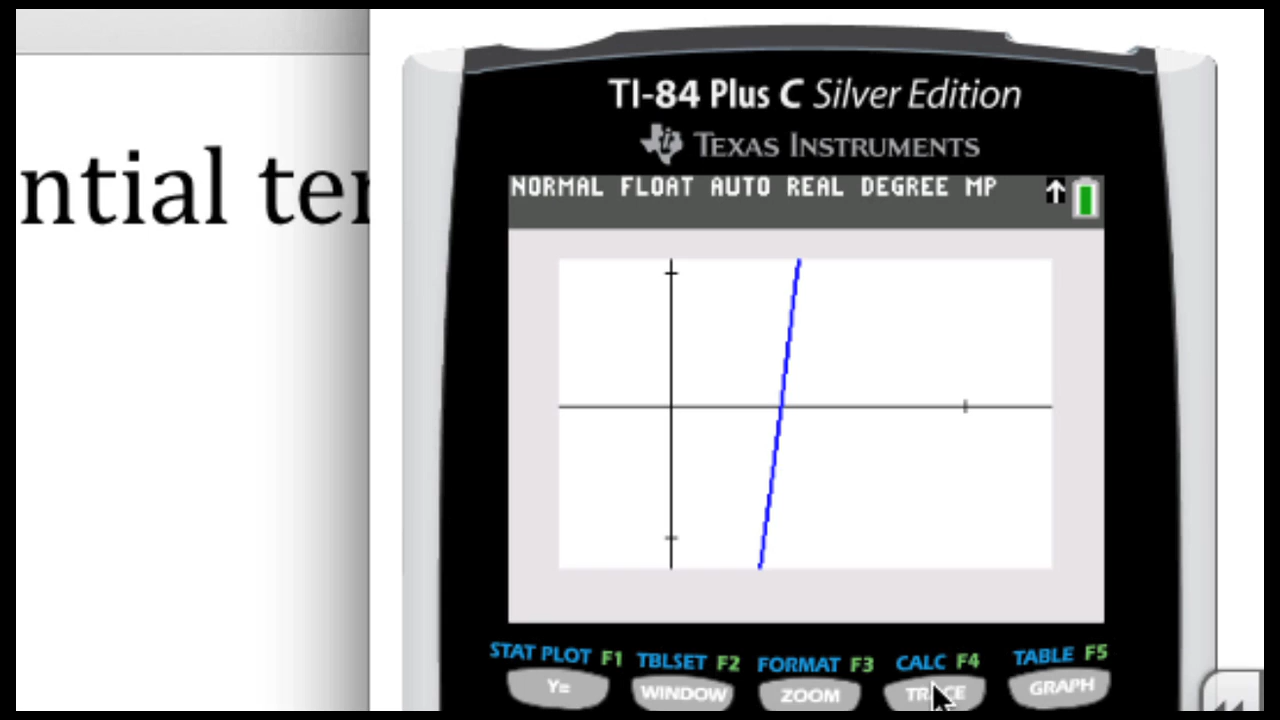 ntial ter
TI-84 Plus C Silver Edition
TEXAS INSTRUMENTS
NORMAL FLOAT AUTO REAL DEGREE MP
STAT PLOT F1 TBLSET F2 FORMAT F3 CALC F4 TABLE F5
Y= WINDOW ZOOM TRACE GRAPH